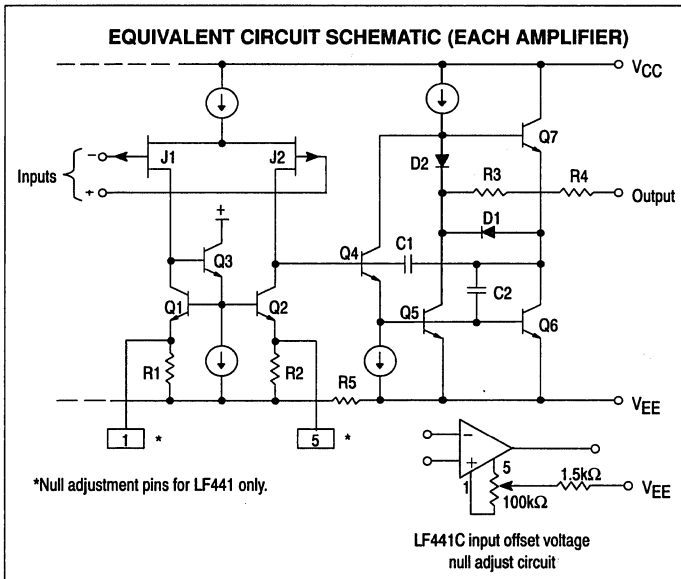 EQUIVALENT CIRCUIT SCHEMATIC (EACH AMPLIFIER)
VCC
Q7
J1
J2
D2
Inputs
−
+
R3
R4
Output
+
D1
Q3
Q4
C1
C2
Q1
Q2
Q5
Q6
R1
R2
R5
VEE
1 *
5 *
*Null adjustment pins for LF441 only.
−
+
5
1
1.5kΩ
VEE
100kΩ
LF441C input offset voltage
null adjust circuit